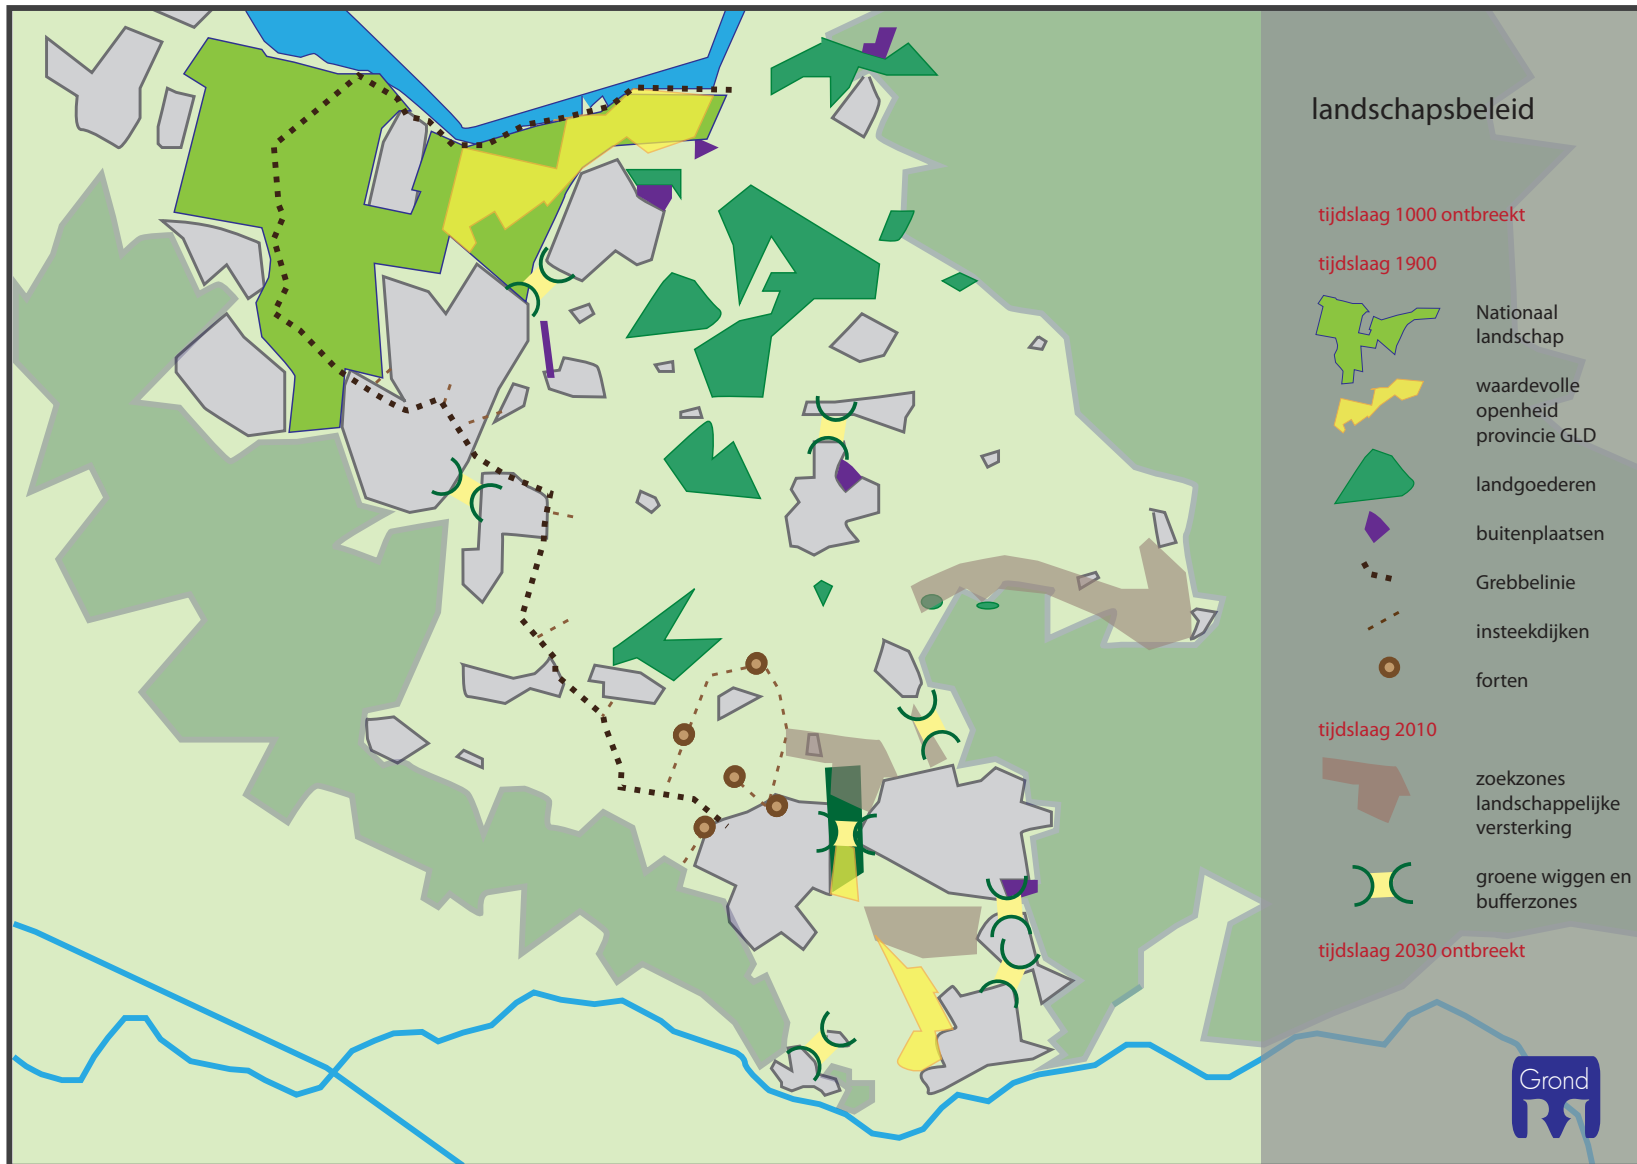 landschapsbeleid
tijdslaag 1000 ontbreekt
tijdslaag 1900
Nationaal
landschap
waardevolle
openheid
provincie GLD
landgoederen
buitenplaatsen
Grebbelinie
insteekdijken
forten
tijdslaag 2010
zoekzones
landschappelijke
versterking
groene wiggen en
bufferzones
tijdslaag 2030 ontbreekt
Grond